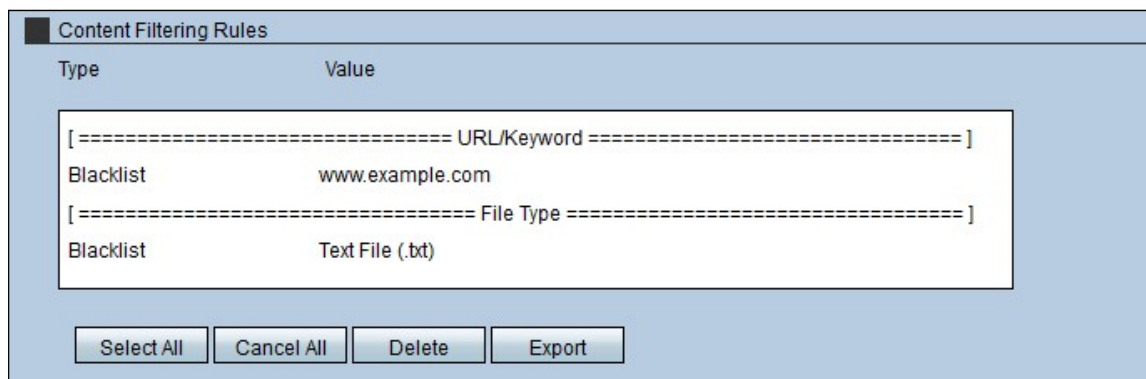 Content Filtering Rules
Type Value
[ ================================ URL/Keyword ================================ ]
Blacklist www.example.com
[ ================================== File Type ================================== ]
Blacklist Text File (.txt)
Select All Cancel All Delete Export